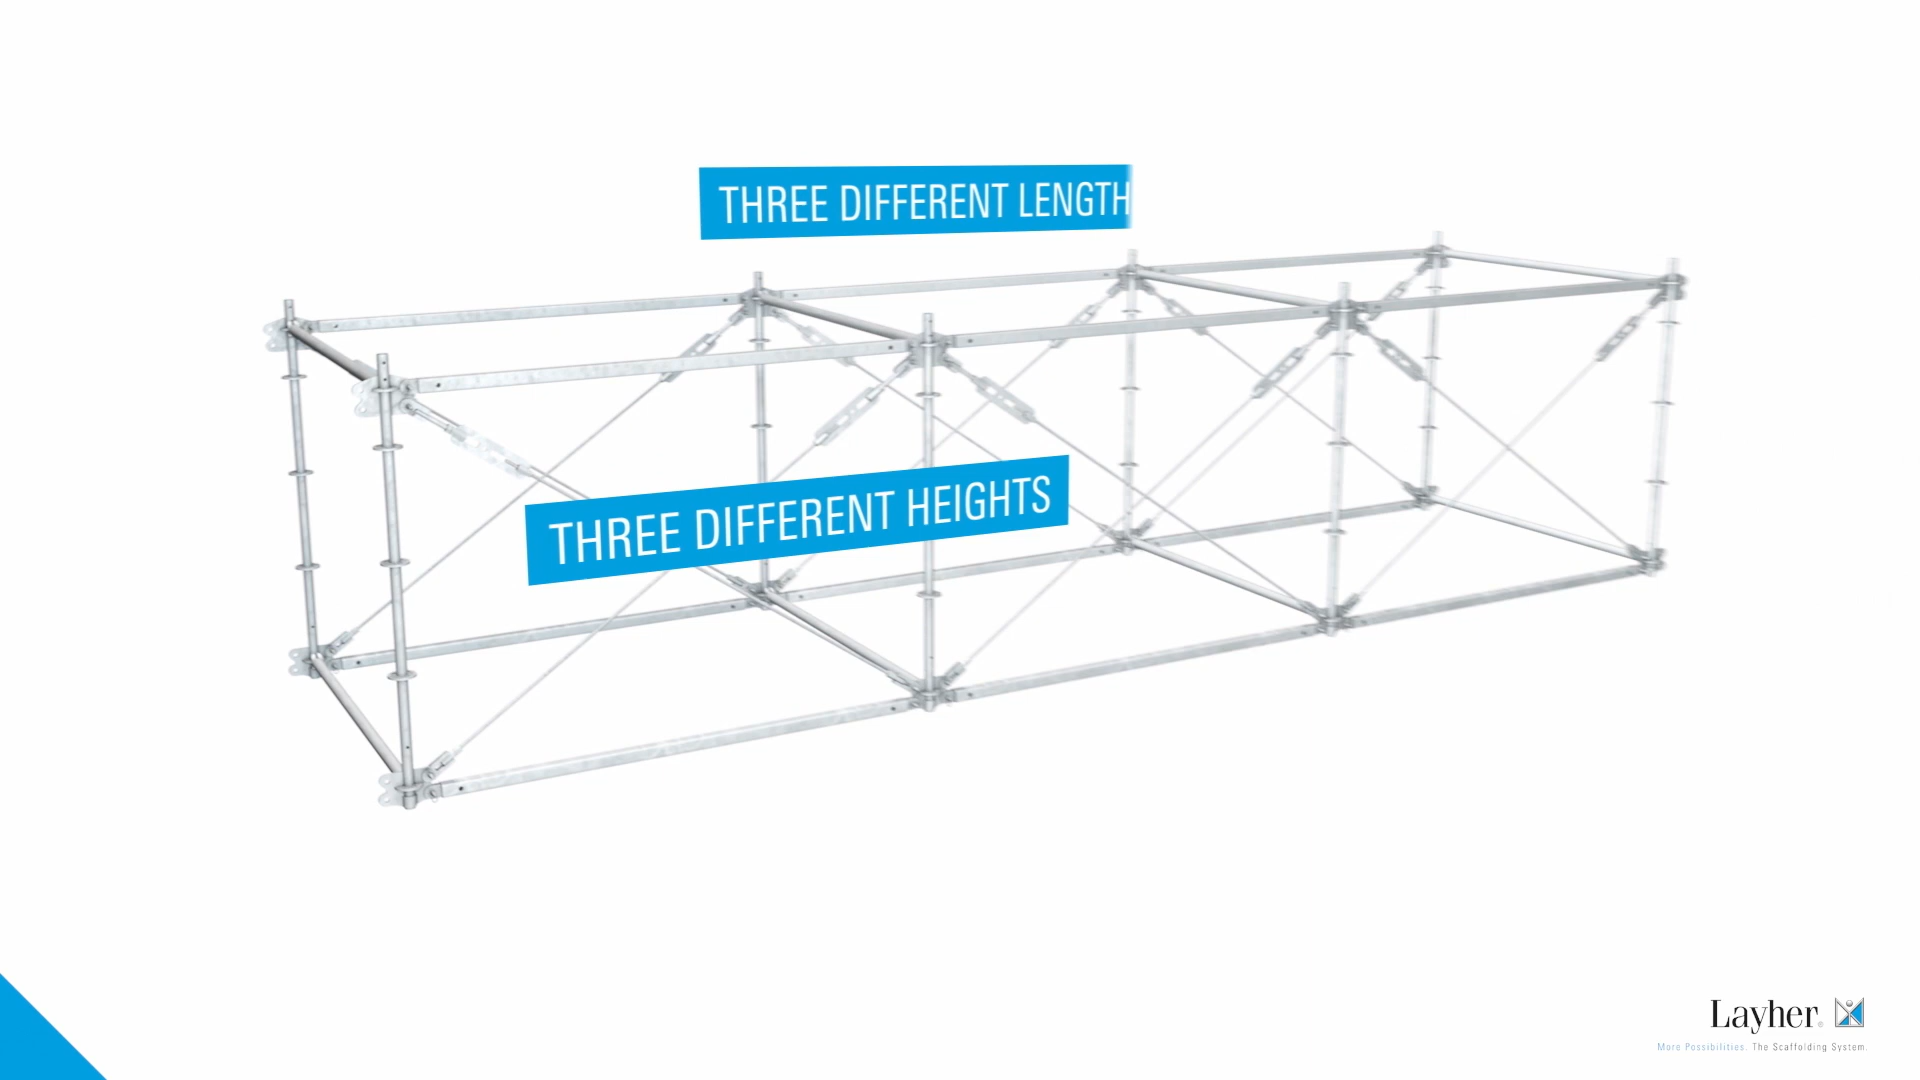 THREE DIFFERENT LENGTH
THREE DIFFERENT HEIGHTS
Layher®
More Possibilities. The Scaffolding System.